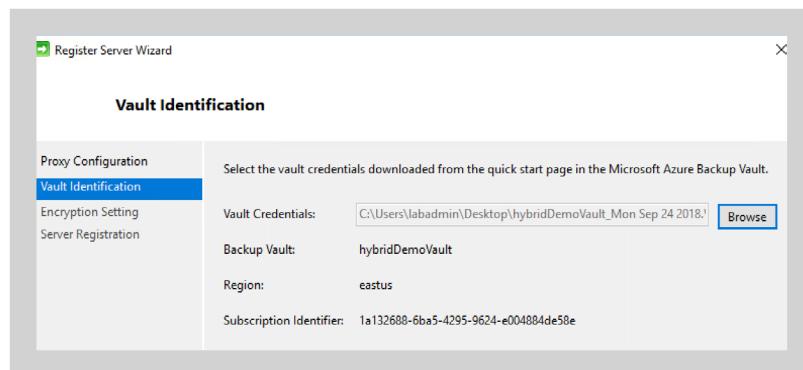 Register Server Wizard
Vault Identification
Proxy Configuration
Vault Identification
Encryption Setting
Server Registration
Select the vault credentials downloaded from the quick start page in the Microsoft Azure Backup Vault.
Vault Credentials: C:\Users\labadmin\Desktop\hybridDemoVault_Mon Sep 24 2018. Browse
Backup Vault: hybridDemoVault
Region: eastus
Subscription Identifier: 1a132688-6ba5-4295-9624-e004884de58e